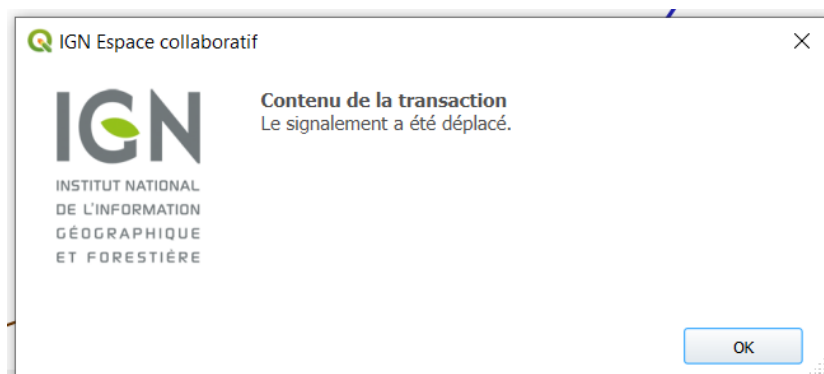 IGN Espace collaboratif
IGN
INSTITUT NATIONAL
DE L'INFORMATION
GÉOGRAPHIQUE
ET FORESTIÈRE
Contenu de la transaction
Le signalement a été déplacé.
OK